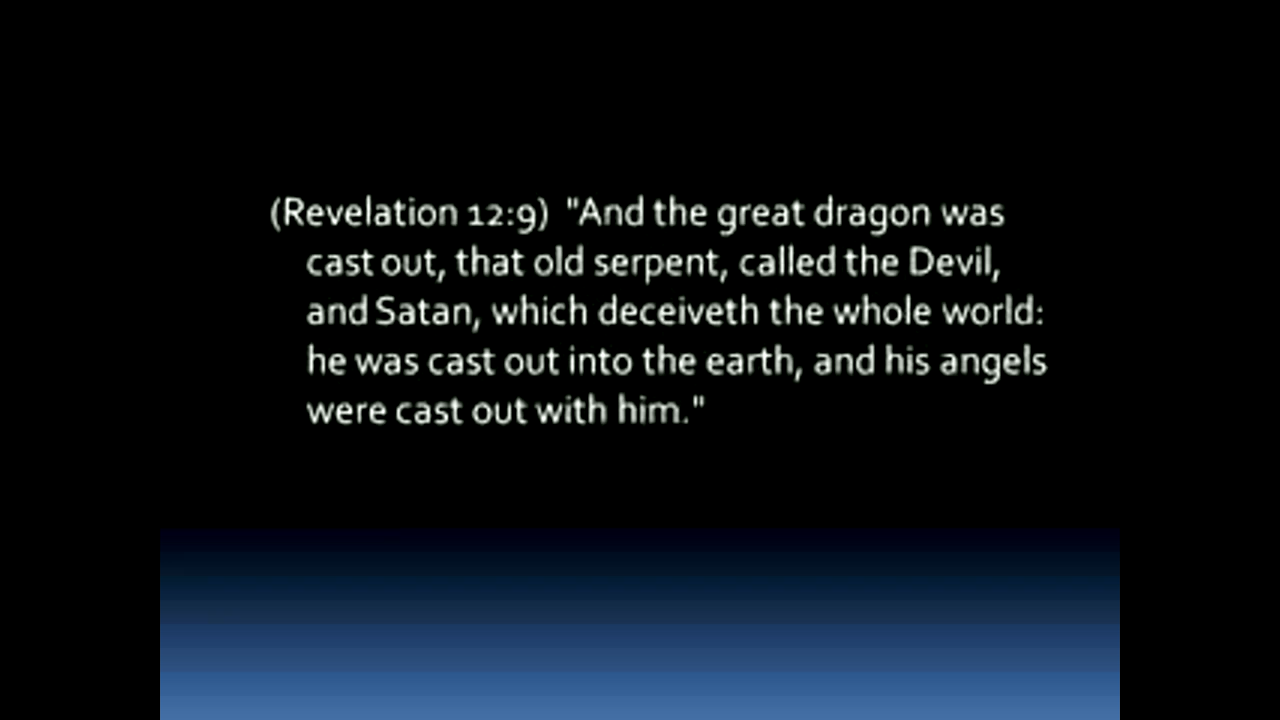 (Revelation 12:9)  "And the great dragon was
cast out, that old serpent, called the Devil,
and Satan, which deceiveth the whole world:
he was cast out into the earth, and his angels
were cast out with him."